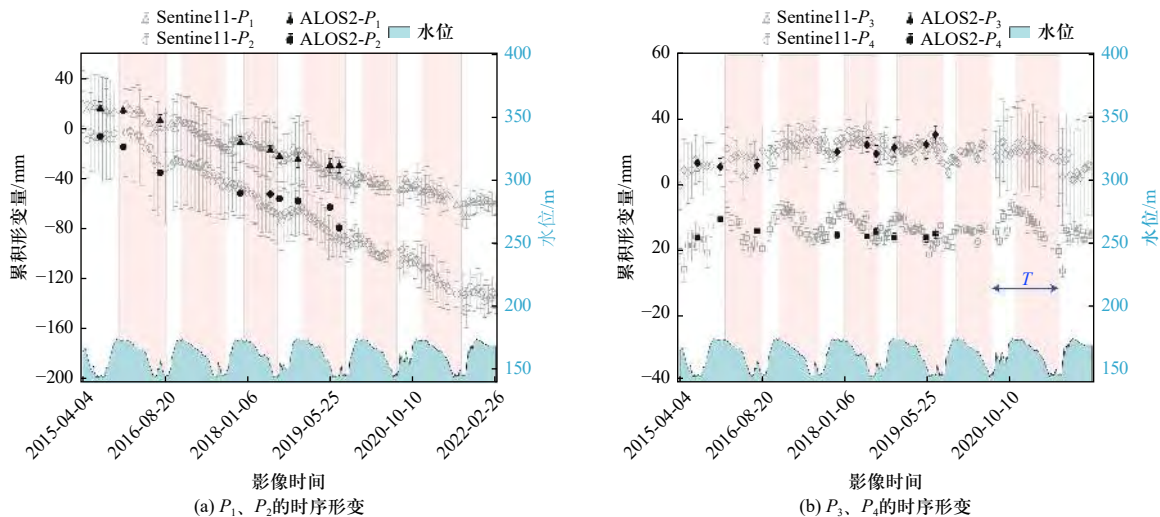 Sentinel1-P₁ ALOS2-P₁
Sentinel1-P₂ ALOS2-P₂ 水位
累积形变量/mm
40
0
−40
−80
−120
−160
−200
400
350
300
250
200
150
水位/m
2015-04-04
2016-08-20
2018-01-06
2019-05-25
2020-10-10
2022-02-26
影像时间
(a) P₁、P₂的时序形变
Sentinel1-P₃ ALOS2-P₃
Sentinel1-P₄ ALOS2-P₄ 水位
累积形变量/mm
60
40
0
20
−20
−40
T
400
350
300
250
200
150
水位/m
2015-04-04
2016-08-20
2018-01-06
2019-05-25
2020-10-10
影像时间
(b) P₃、P₄的时序形变